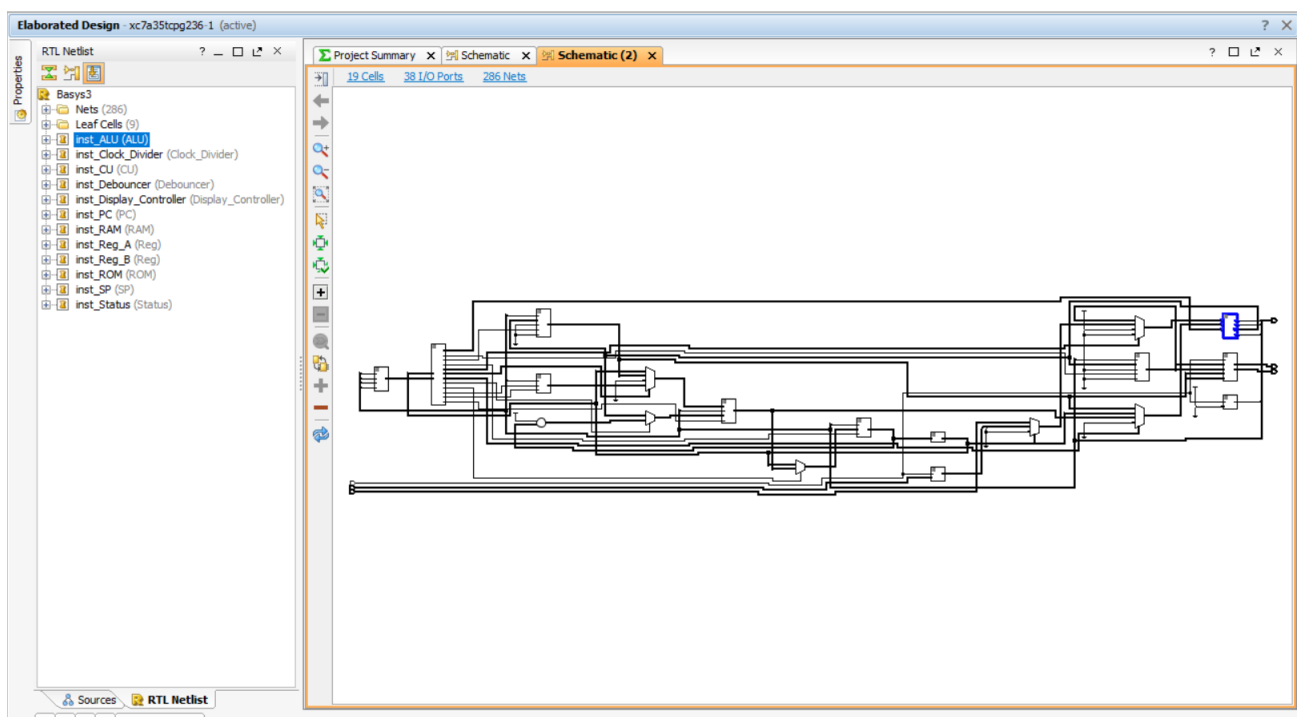 Elaborated Design - xc7a35tcpg236-1 (active)
Properties
RTL Netlist
Basys3
Nets (286)
Leaf Cells (9)
inst_ALU (ALU)
inst_Clock_Divider (Clock_Divider)
inst_CU (CU)
inst_Debouncer (Debouncer)
inst_Display_Controller (Display_Controller)
inst_PC (PC)
inst_RAM (RAM)
inst_Reg_A (Reg)
inst_Reg_B (Reg)
inst_ROM (ROM)
inst_SP (SP)
inst_Status (Status)
Sources
RTL Netlist
Project Summary
Schematic
Schematic (2)
19 Cells 38 I/O Ports 286 Nets